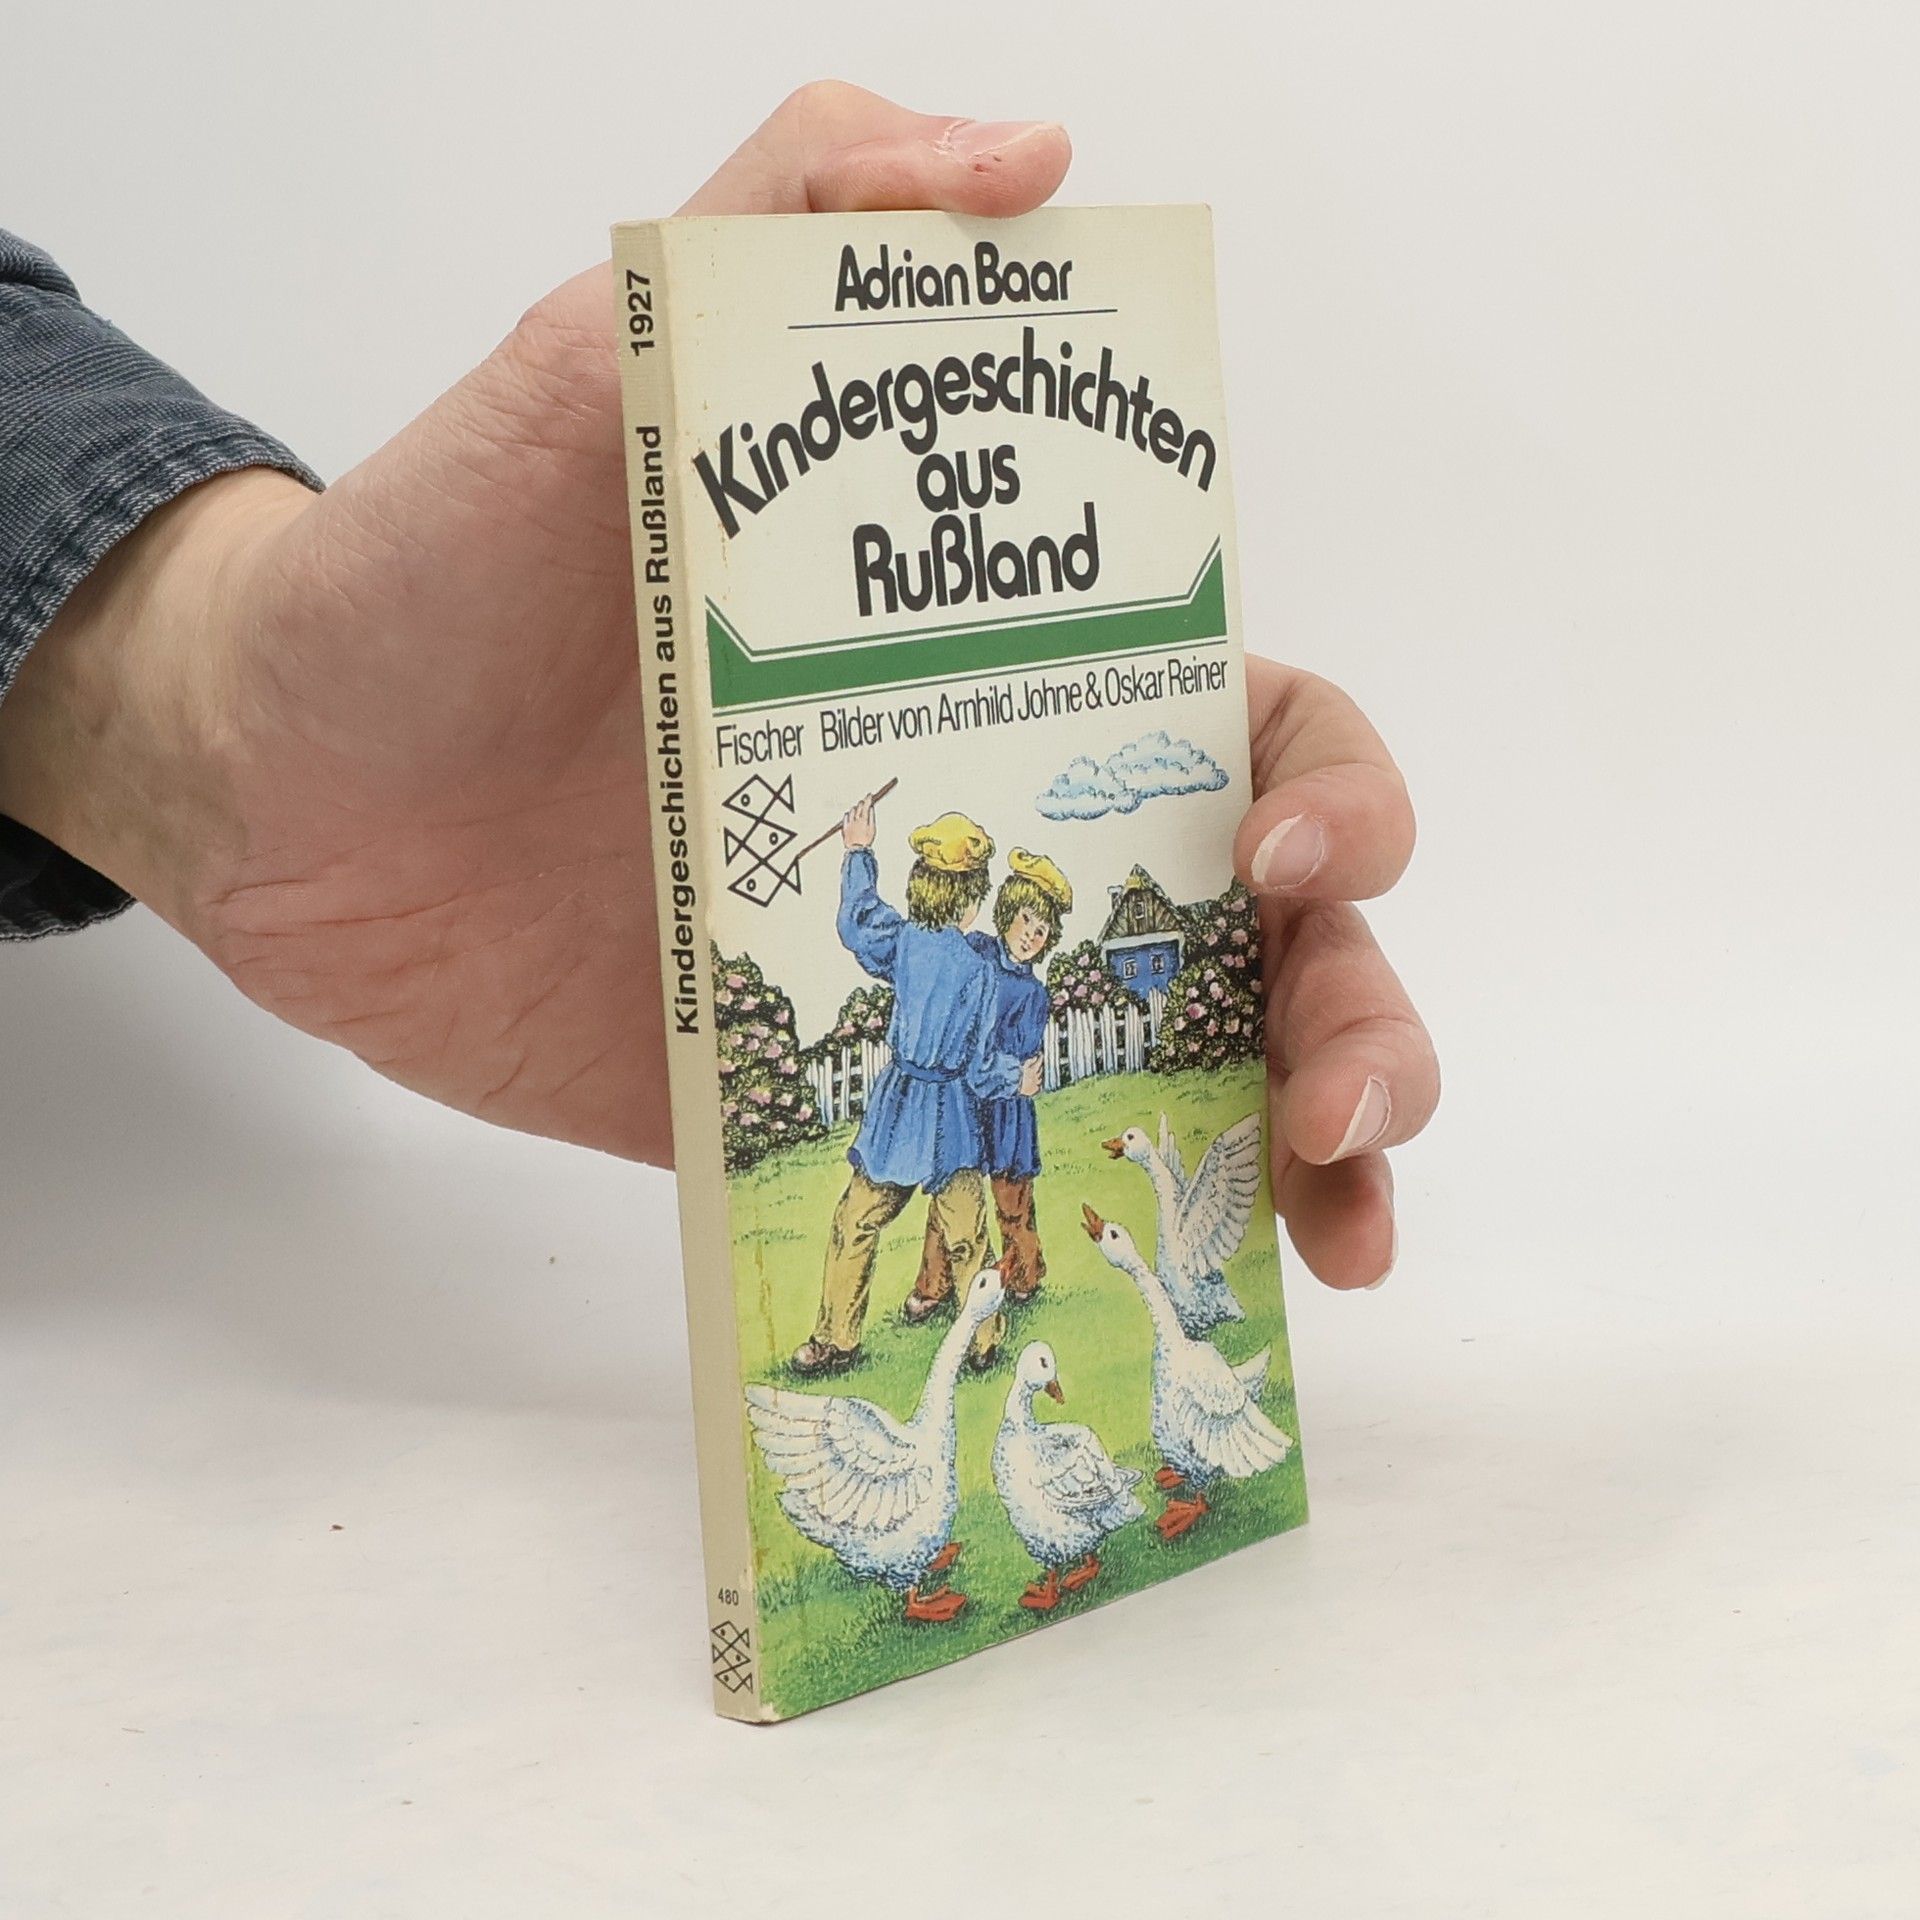 Adrian Baar
Kindergeschichten
aus
Rußland
Fischer Bilder von Arnhild Johne & Oskar Reiner
Kindergeschichten aus Rußland 1927
480